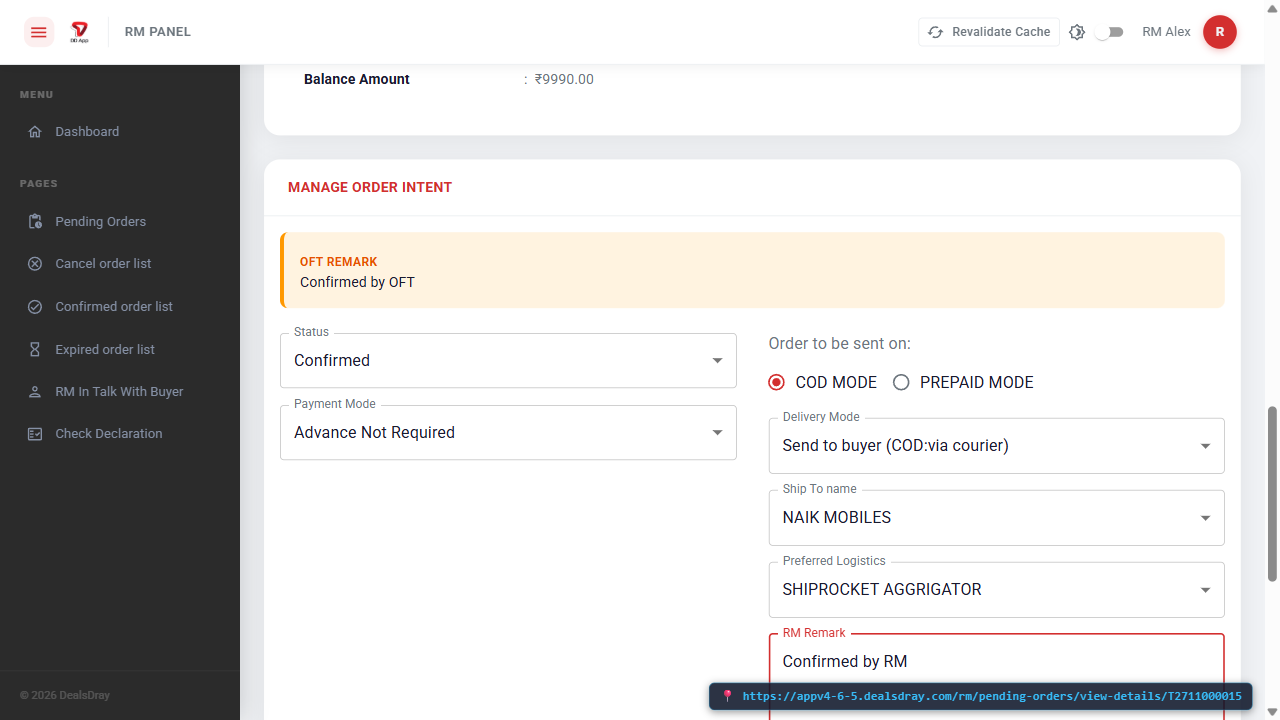 DD App
RM PANEL
Revalidate Cache
RM Alex
R
MENU
Dashboard
PAGES
Pending Orders
Cancel order list
Confirmed order list
Expired order list
RM In Talk With Buyer
Check Declaration
© 2026 DealsDray
Balance Amount : ₹9990.00
MANAGE ORDER INTENT
OFT REMARK
Confirmed by OFT
Status
Confirmed
Payment Mode
Advance Not Required
Order to be sent on:
COD MODE PREPAID MODE
Delivery Mode
Send to buyer (COD:via courier)
Ship To name
NAIK MOBILES
Preferred Logistics
SHIPROCKET AGGRIGATOR
RM Remark
Confirmed by RM
https://appv4-6-5.dealsdray.com/rm/pending-orders/view-details/T2711000015